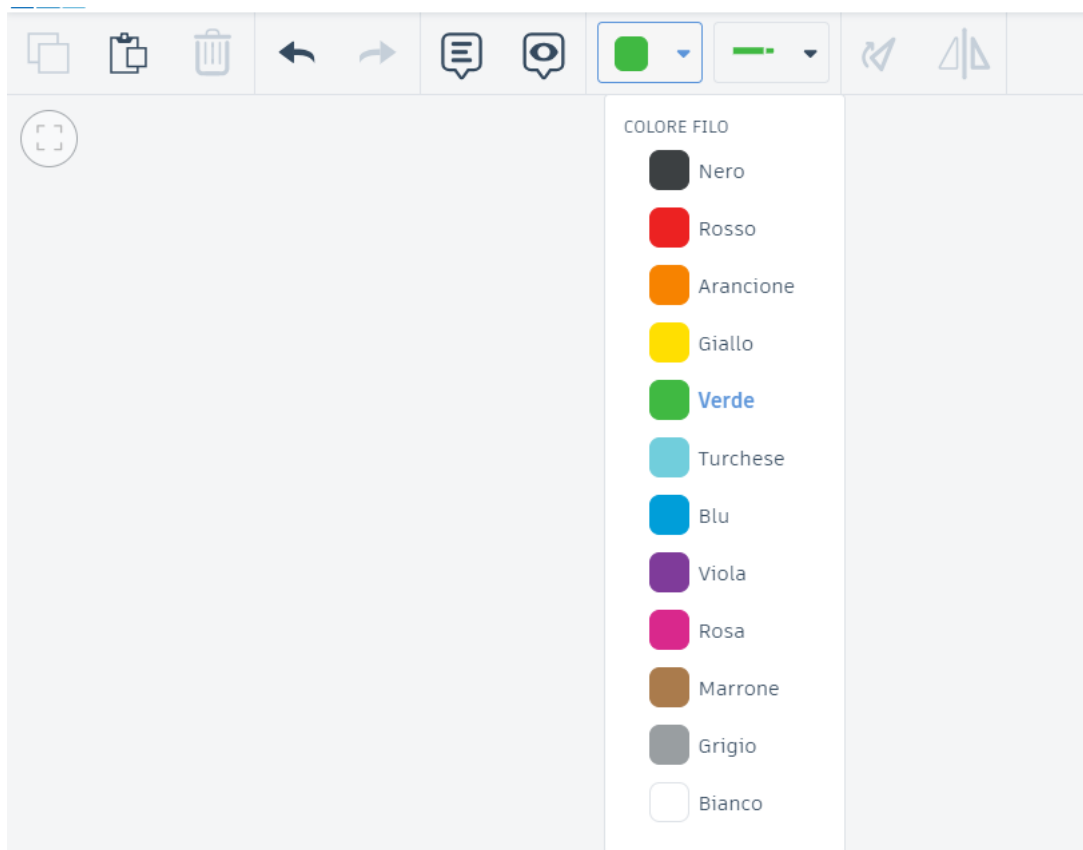 COLORE FILO
Nero
Rosso
Arancione
Giallo
Verde
Turchese
Blu
Viola
Rosa
Marrone
Grigio
Bianco